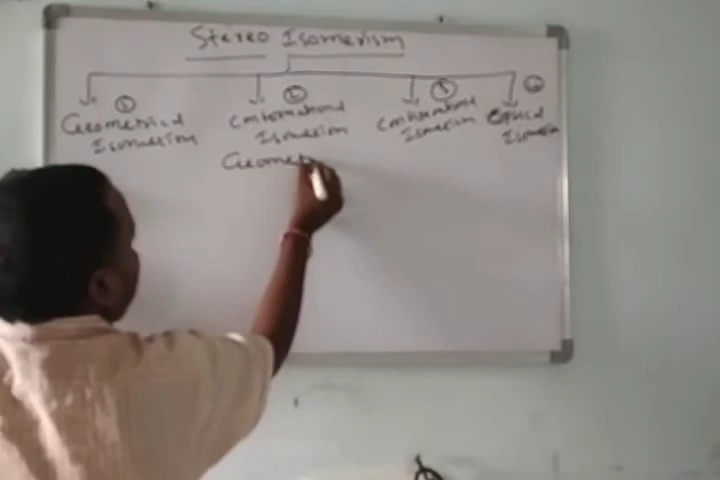 Stereo Isomerism
① ② ③ ④
Geometrical
Isomerism
Conformational
Isomerism
Configurational
Isomerism
Optical
Isomerism
Geomet